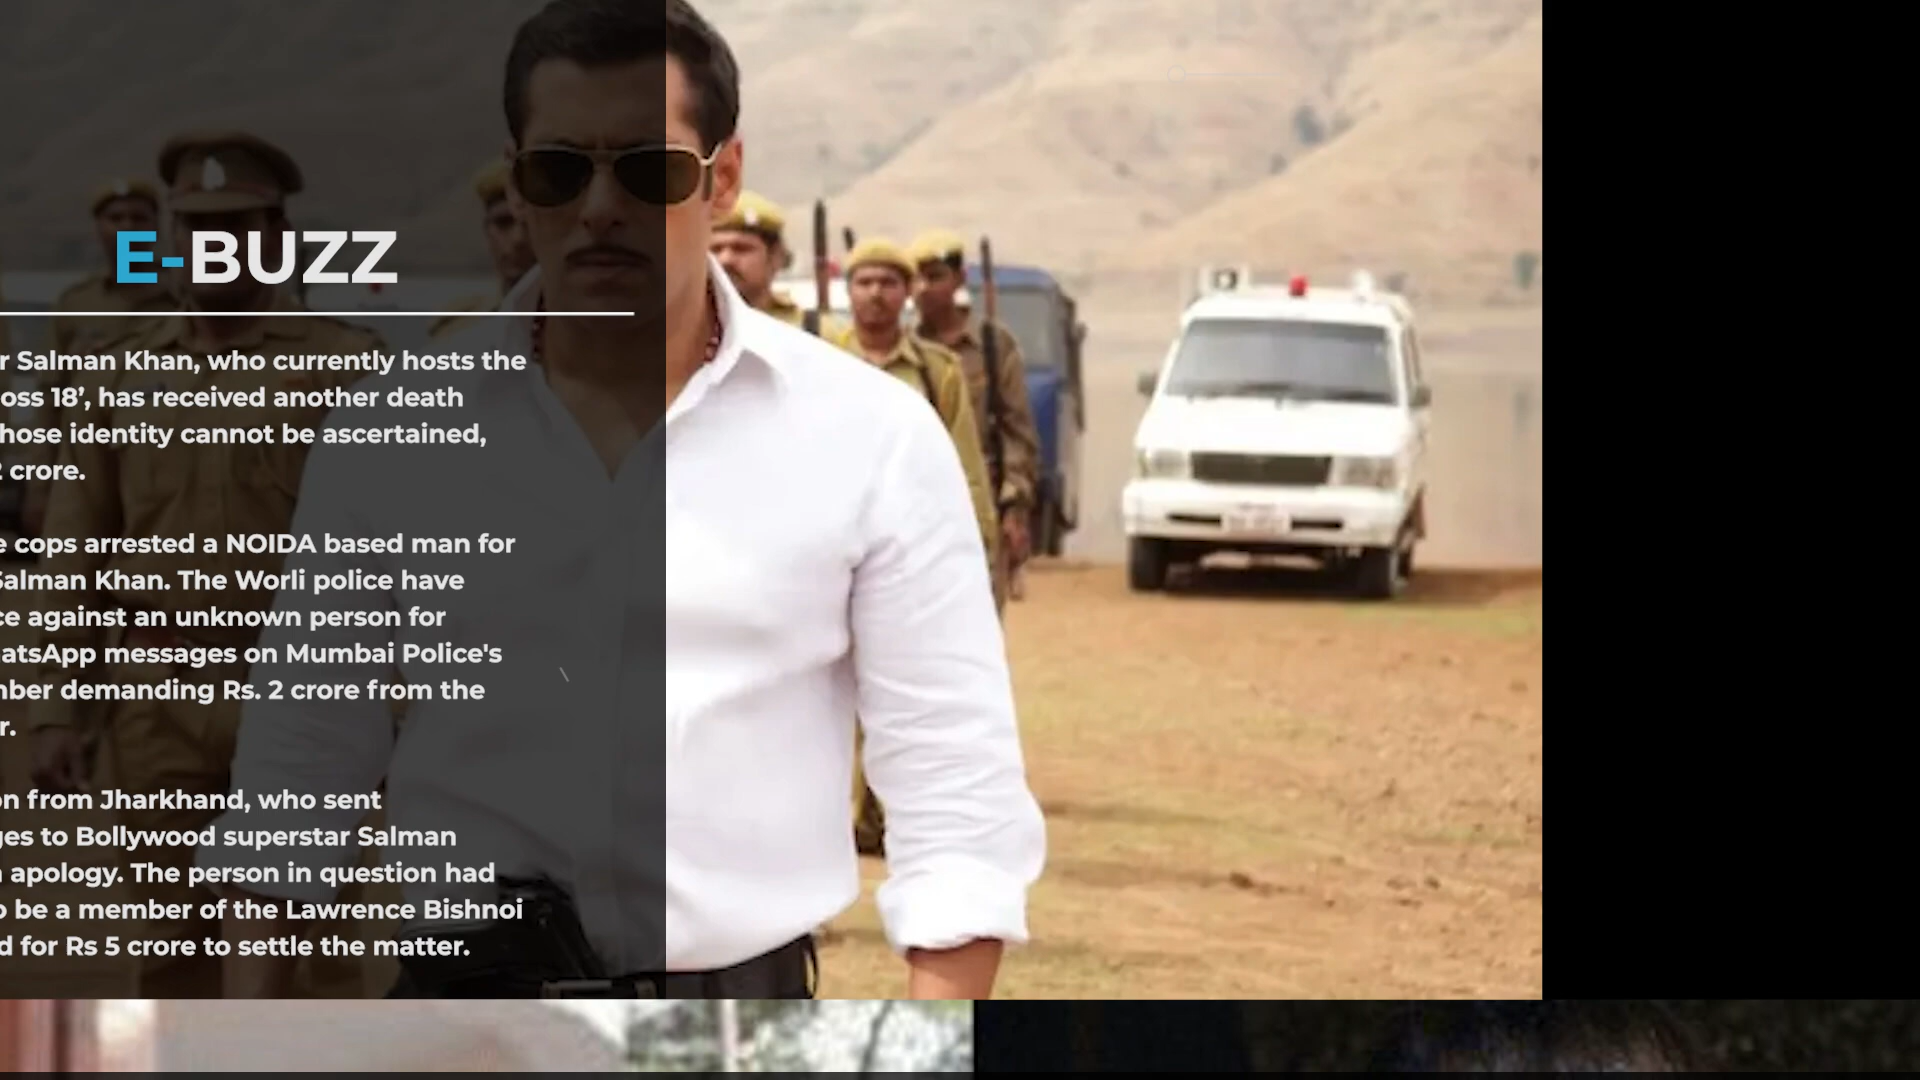 E-BUZZ
r Salman Khan, who currently hosts the
oss 18’, has received another death
hose identity cannot be ascertained,
2 crore.
e cops arrested a NOIDA based man for
Salman Khan. The Worli police have
ce against an unknown person for
atsApp messages on Mumbai Police's
ber demanding Rs. 2 crore from the
r.
on from Jharkhand, who sent
ges to Bollywood superstar Salman
apology. The person in question had
o be a member of the Lawrence Bishnoi
d for Rs 5 crore to settle the matter.